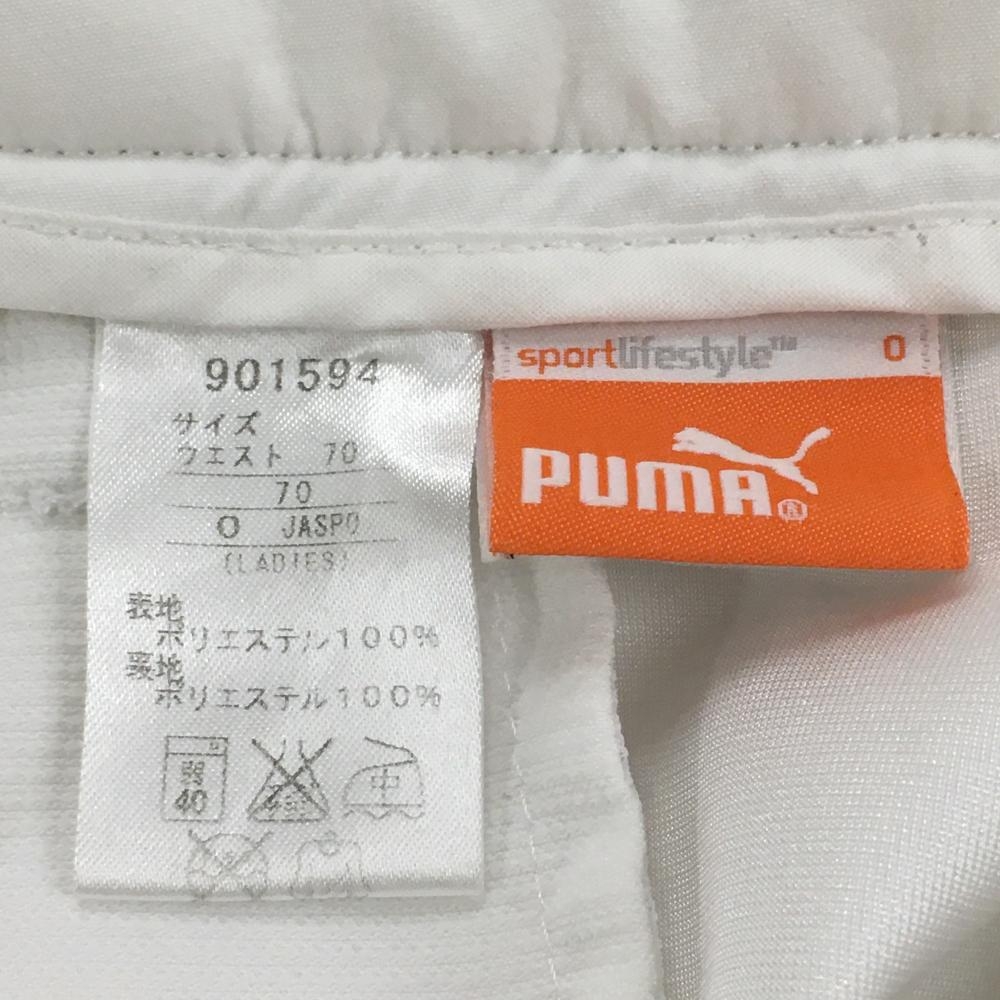 901594
サイズ
ウエスト 70
70
O JASPO
(LADIES)
表地
ポリエステル100%
裏地
ポリエステル100%
弱
40
中
sportlifestyle™ O
PUMA®